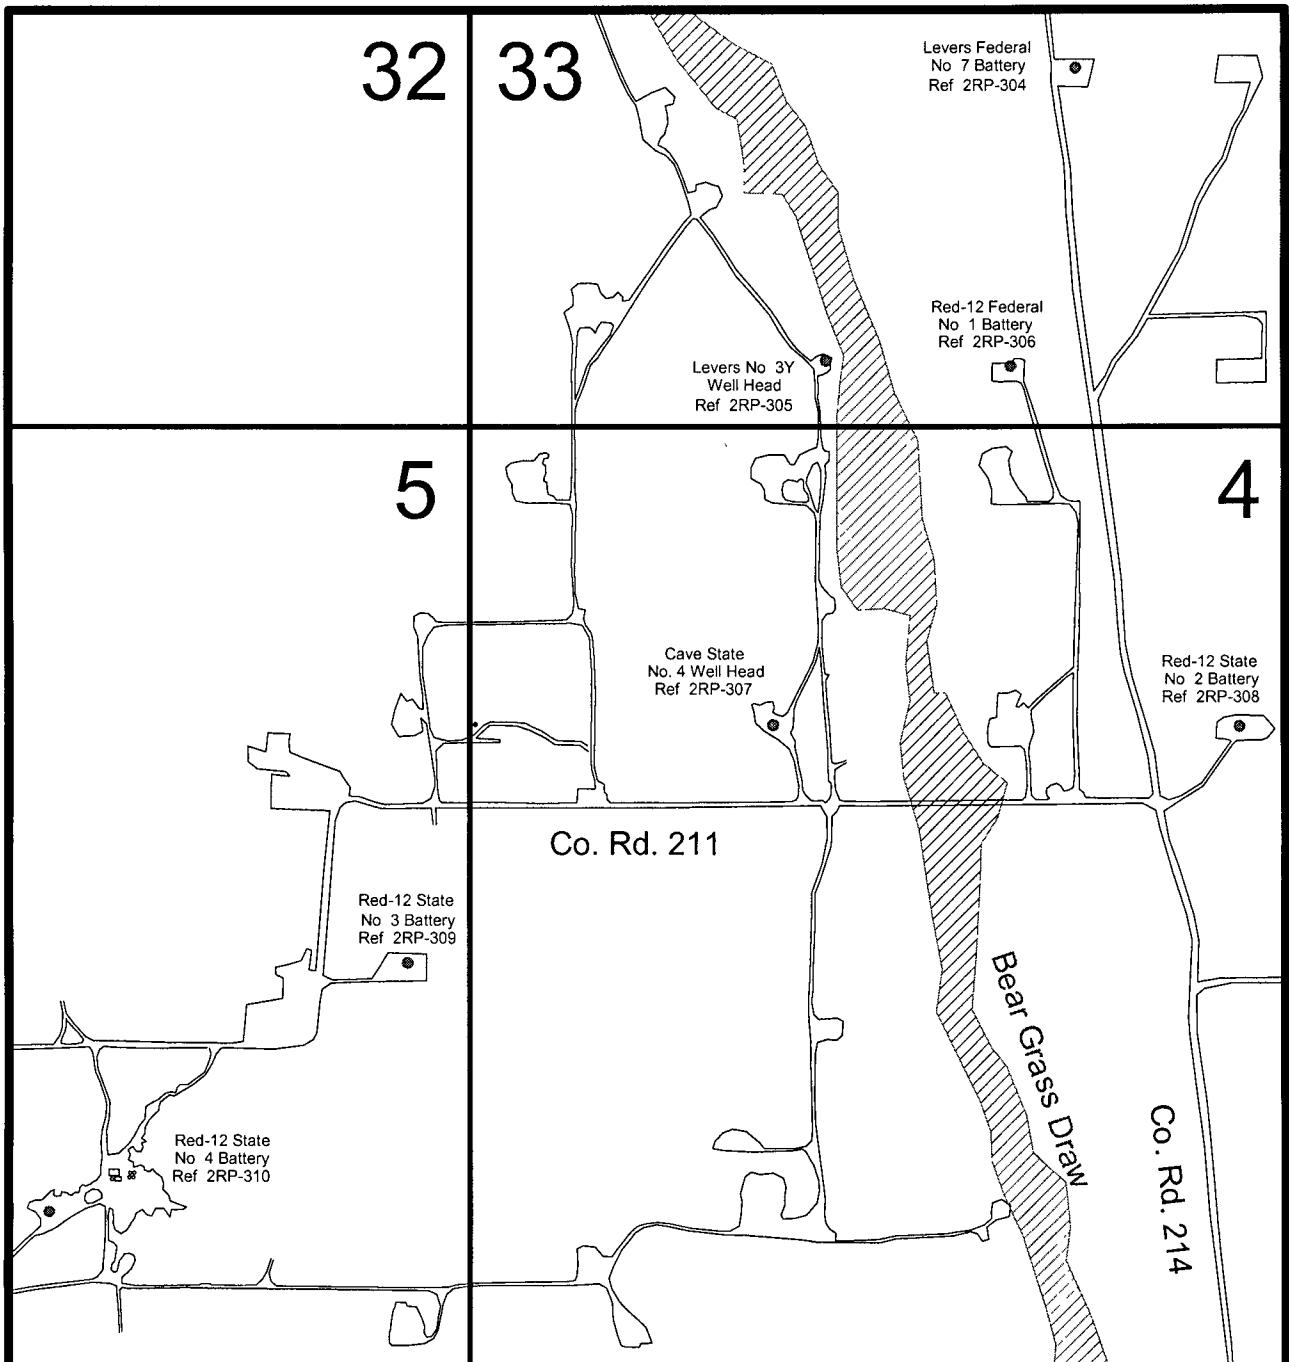 32
33
Levers Federal
No 7 Battery
Ref 2RP-304
Red-12 Federal
No 1 Battery
Ref 2RP-306
Levers No 3Y
Well Head
Ref 2RP-305
5
4
Cave State
No. 4 Well Head
Ref 2RP-307
Red-12 State
No 2 Battery
Ref 2RP-308
Co. Rd. 211
Red-12 State
No 3 Battery
Ref 2RP-309
Bear Grass Draw
Co. Rd. 214
Red-12 State
No 4 Battery
Ref 2RP-310